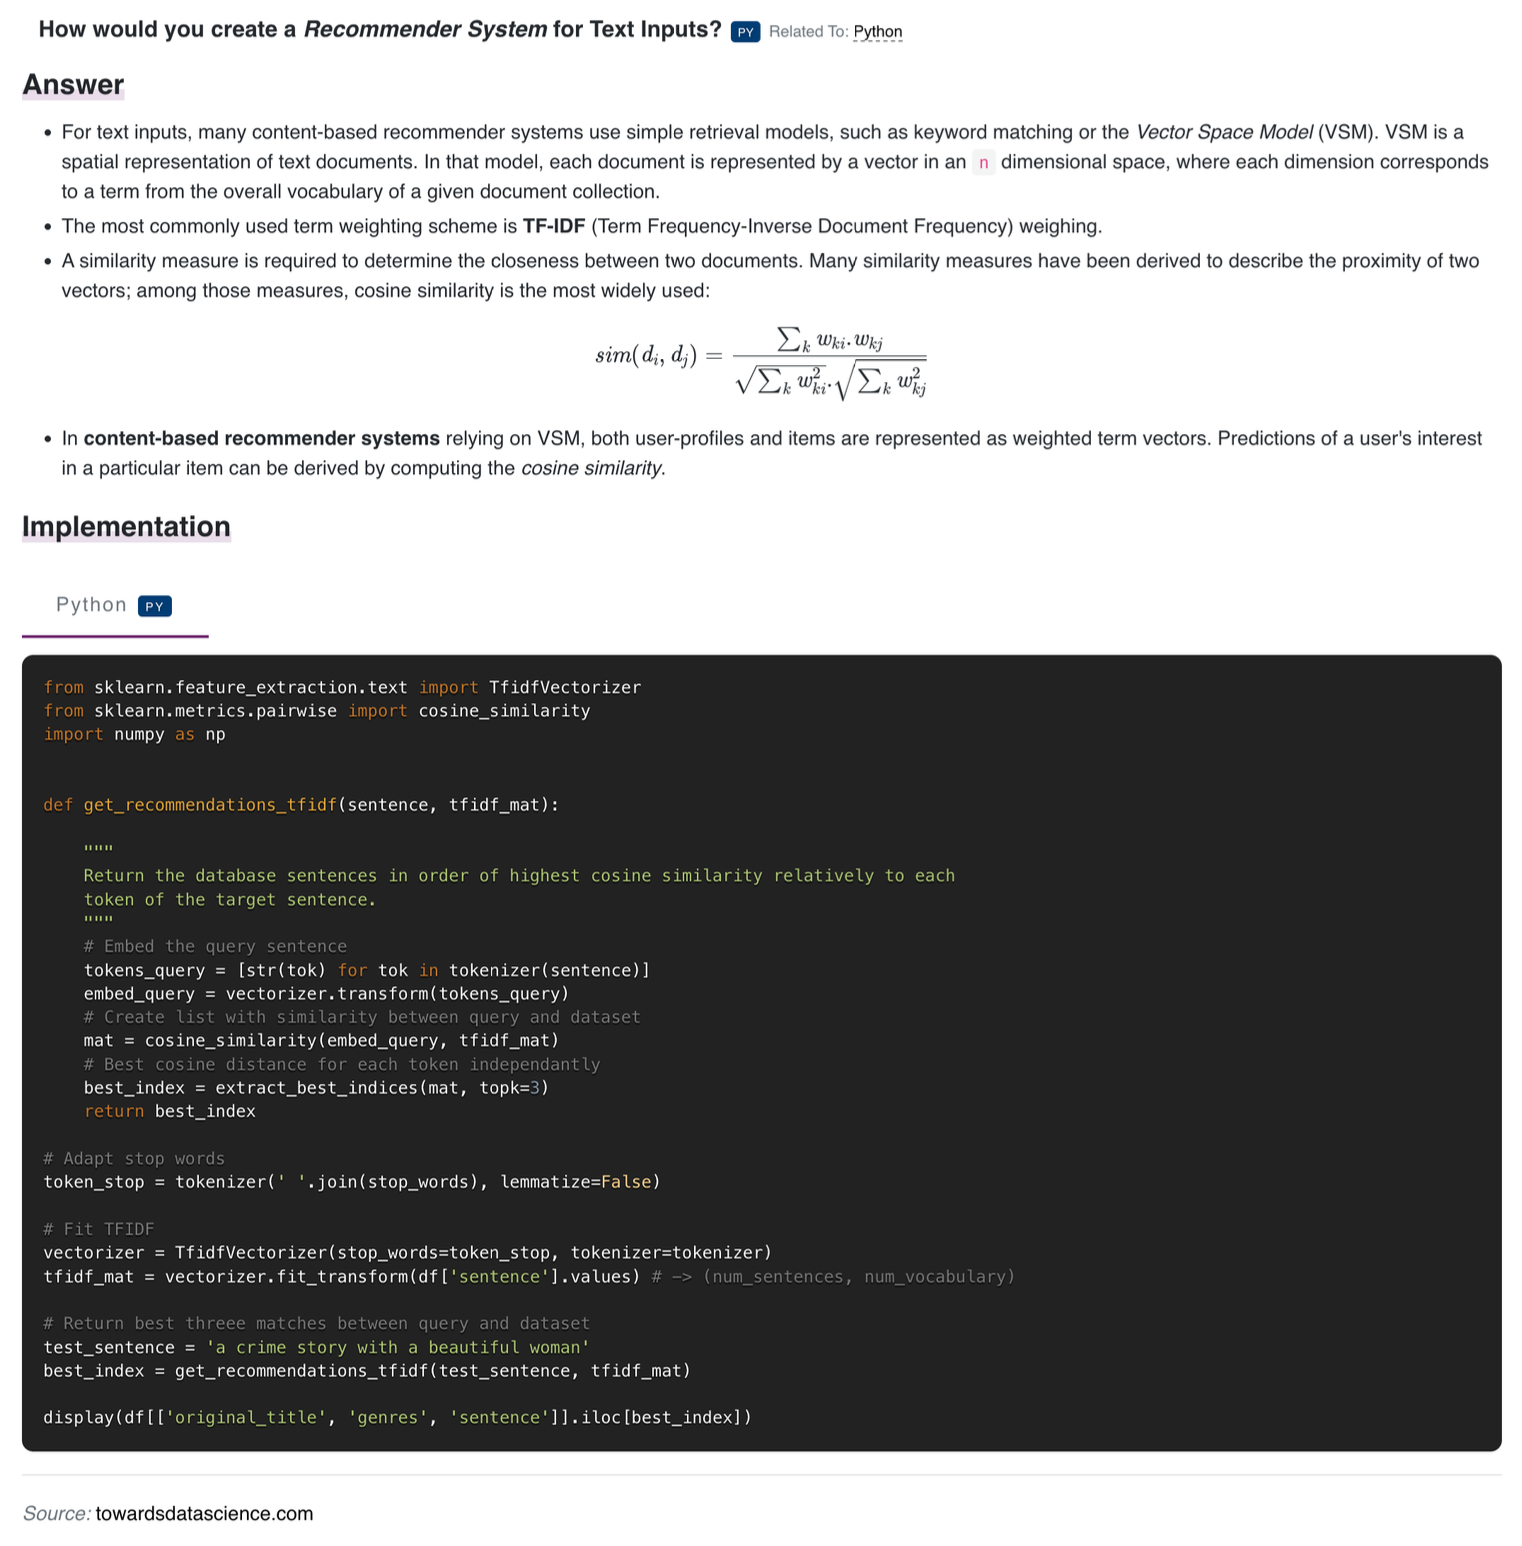 How would you create a Recommender System for Text Inputs? PY Related To: Python
Answer
• For text inputs, many content-based recommender systems use simple retrieval models, such as keyword matching or the Vector Space Model (VSM). VSM is a
spatial representation of text documents. In that model, each document is represented by a vector in an n dimensional space, where each dimension corresponds
to a term from the overall vocabulary of a given document collection.
• The most commonly used term weighting scheme is TF-IDF (Term Frequency-Inverse Document Frequency) weighing.
• A similarity measure is required to determine the closeness between two documents. Many similarity measures have been derived to describe the proximity of two
vectors; among those measures, cosine similarity is the most widely used:
sim(d_i, d_j) = \frac{\sum_k w_{ki}.w_{kj}}{\sqrt{\sum_k w_{ki}^2}.\sqrt{\sum_k w_{kj}^2}}
• In content-based recommender systems relying on VSM, both user-profiles and items are represented as weighted term vectors. Predictions of a user's interest
in a particular item can be derived by computing the cosine similarity.
Implementation
Python PY
from sklearn.feature_extraction.text import TfidfVectorizer
from sklearn.metrics.pairwise import cosine_similarity
import numpy as np
def get_recommendations_tfidf(sentence, tfidf_mat):
"""
Return the database sentences in order of highest cosine similarity relatively to each
token of the target sentence.
"""
# Embed the query sentence
tokens_query = [str(tok) for tok in tokenizer(sentence)]
embed_query = vectorizer.transform(tokens_query)
# Create list with similarity between query and dataset
mat = cosine_similarity(embed_query, tfidf_mat)
# Best cosine distance for each token independantly
best_index = extract_best_indices(mat, topk=3)
return best_index
# Adapt stop words
token_stop = tokenizer(' '.join(stop_words), lemmatize=False)
# Fit TFIDF
vectorizer = TfidfVectorizer(stop_words=token_stop, tokenizer=tokenizer)
tfidf_mat = vectorizer.fit_transform(df['sentence'].values) # -> (num_sentences, num_vocabulary)
# Return best threee matches between query and dataset
test_sentence = 'a crime story with a beautiful woman'
best_index = get_recommendations_tfidf(test_sentence, tfidf_mat)
display(df[['original_title', 'genres', 'sentence']].iloc[best_index])
Source: towardsdatascience.com